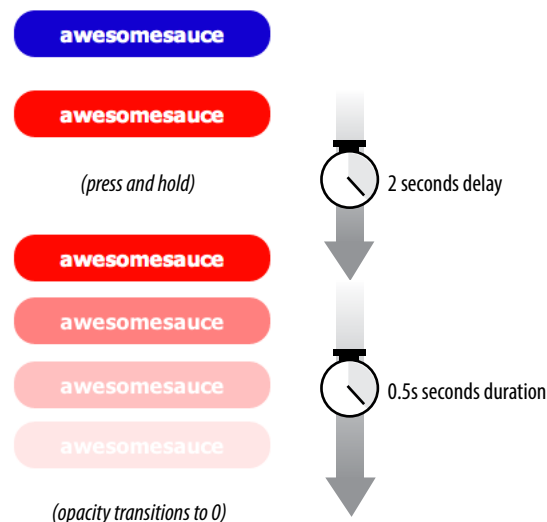 awesomesauce
awesomesauce
(press and hold)
2 seconds delay
awesomesauce
awesomesauce
awesomesauce
0.5s seconds duration
awesomesauce
(opacity transitions to 0)